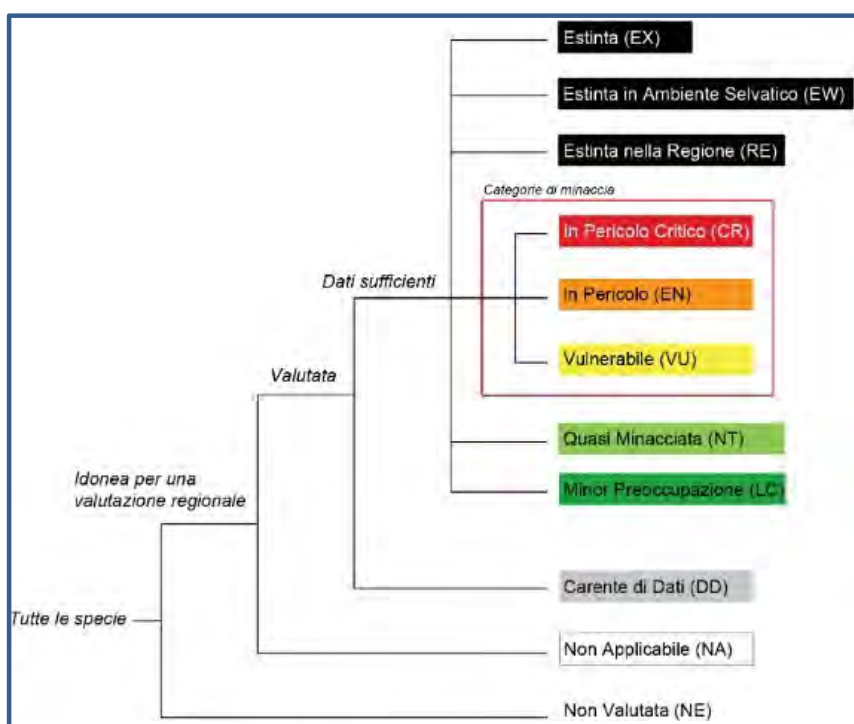 Estinta (EX)
Estinta in Ambiente Selvatico (EW)
Estinta nella Regione (RE)
Categorie di minaccia
In Pericolo Critico (CR)
Dati sufficienti
In Pericolo (EN)
Vulnerabile (VU)
Valutata
Quasi Minacciata (NT)
Idonea per una
valutazione regionale
Minor Preoccupazione (LC)
Carente di Dati (DD)
Tutte le specie
Non Applicabile (NA)
Non Valutata (NE)